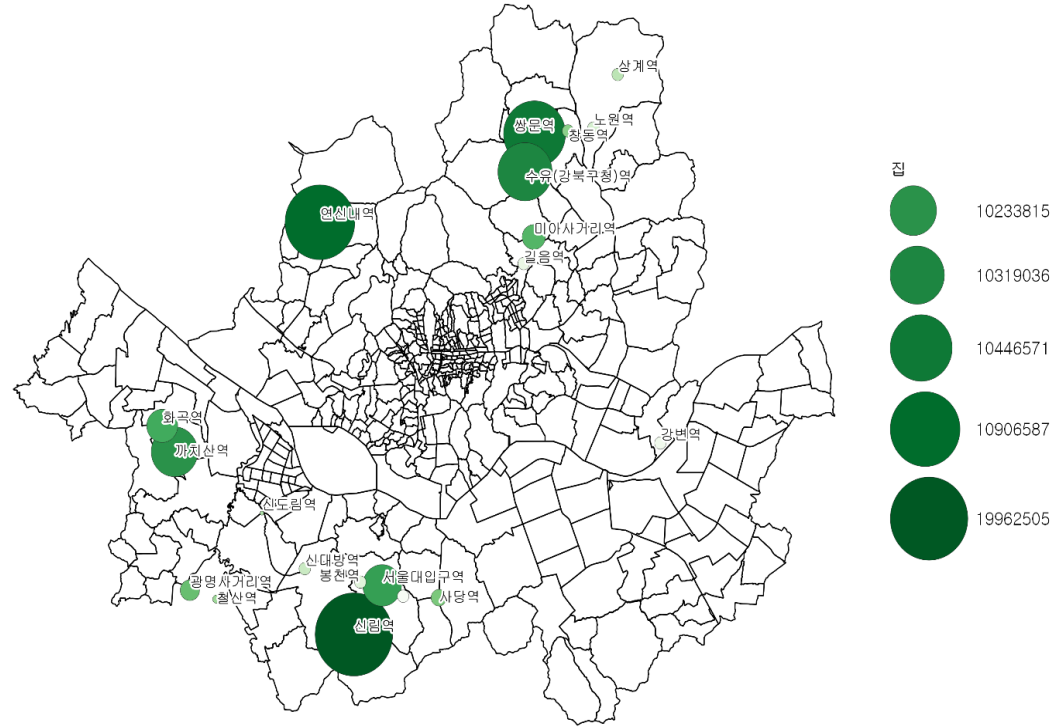 상계역
노원역
쌍문역
창동역
수유(강북구청)역
연신내역
미아사거리역
길음역
화곡역
까치산역
강변역
신도림역
신대방역
봉천역
서울대입구역
광명사거리역
철산역
사당역
신림역
집
10233815
10319036
10446571
10906587
19962505